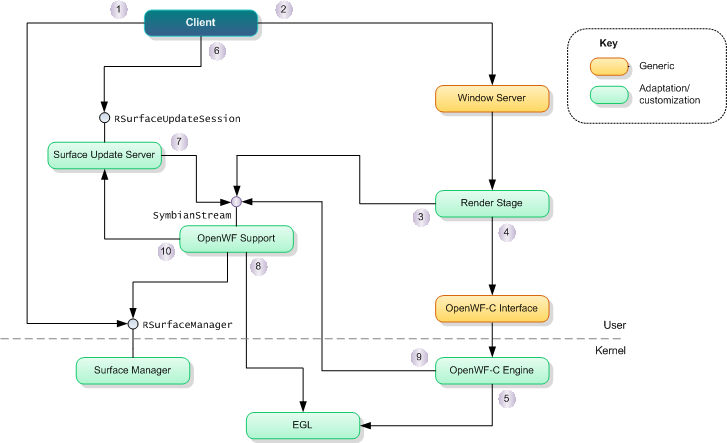 1
Client
2
6
Key
Generic
Adaptation/
customization
Window Server
RSurfaceUpdateSession
7
Surface Update Server
Render Stage
SymbianStream
3
4
OpenWF Support
10
8
OpenWF-C Interface
RSurfaceManager
User
Kernel
9
Surface Manager
OpenWF-C Engine
5
EGL